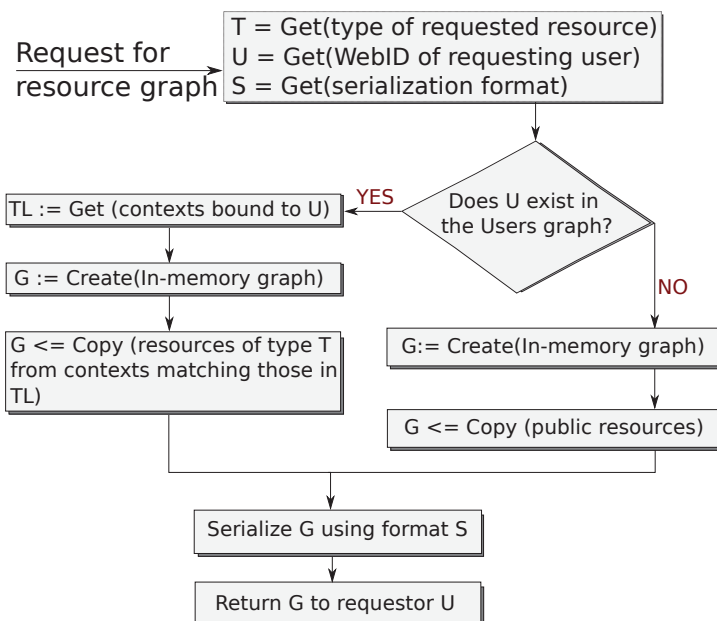 Request for
resource graph
T = Get(type of requested resource)
U = Get(WebID of requesting user)
S = Get(serialization format)
Does U exist in
the Users graph?
YES
TL := Get (contexts bound to U)
G := Create(In-memory graph)
G <= Copy (resources of type T
from contexts matching those in
TL)
NO
G:= Create(In-memory graph)
G <= Copy (public resources)
Serialize G using format S
Return G to requestor U